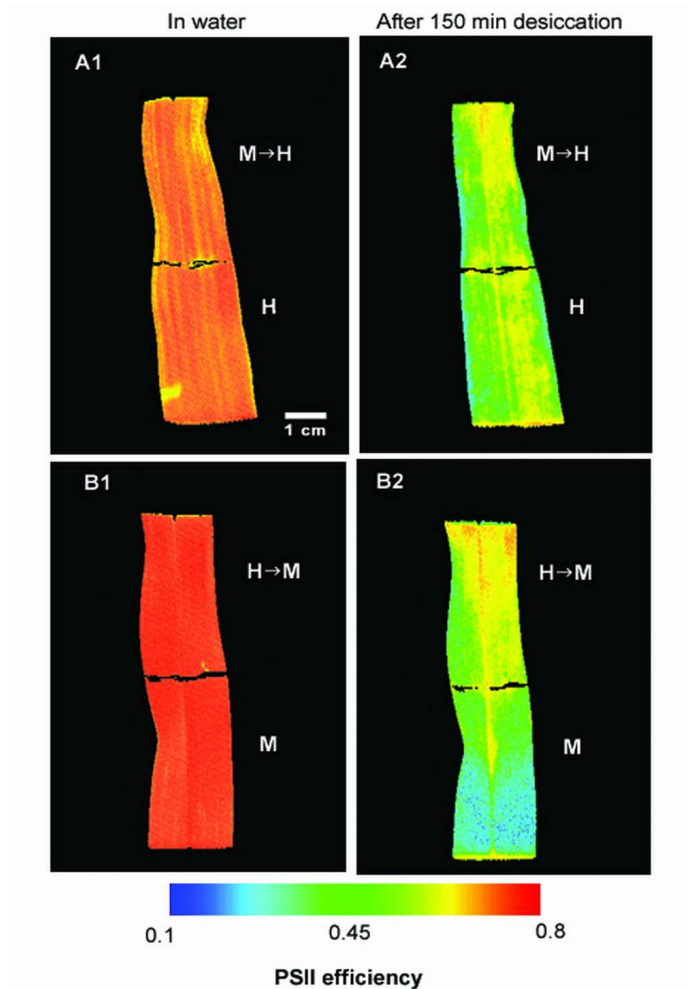 In water
After 150 min desiccation
A1
A2
M→H
M→H
H
H
1 cm
B1
B2
H→M
H→M
M
M
0.1
0.45
0.8
PSII efficiency